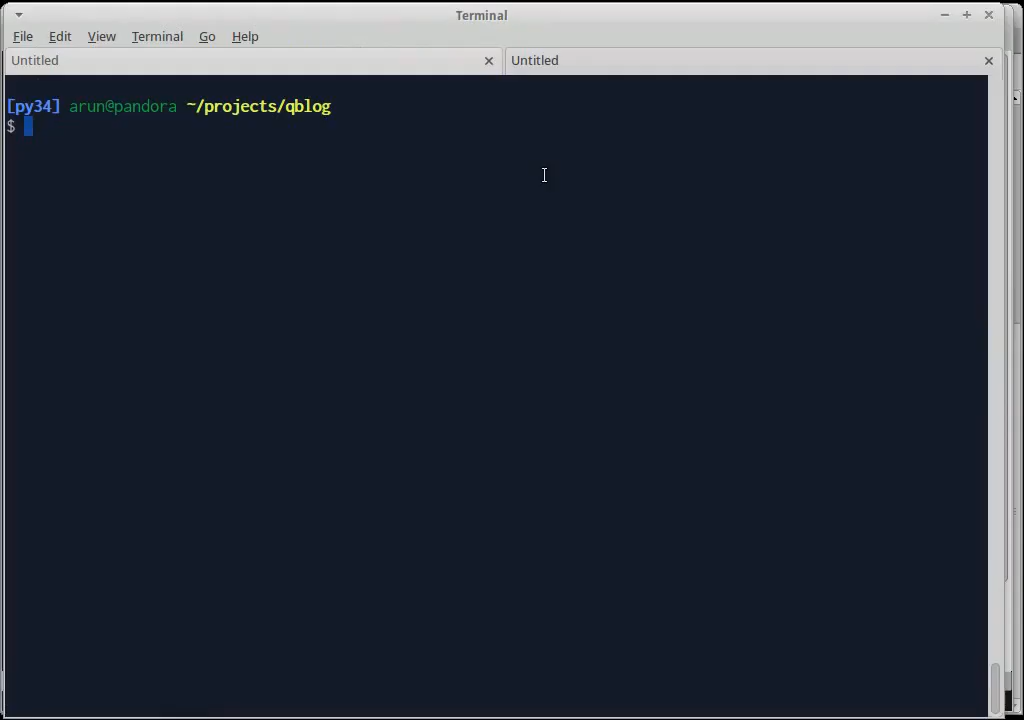 Terminal
File Edit View Terminal Go Help
Untitled Untitled
[py34] arun@pandora ~/projects/qblog
$